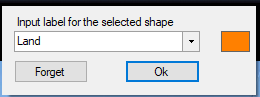 Input label for the selected shape
Land
Forget
Ok